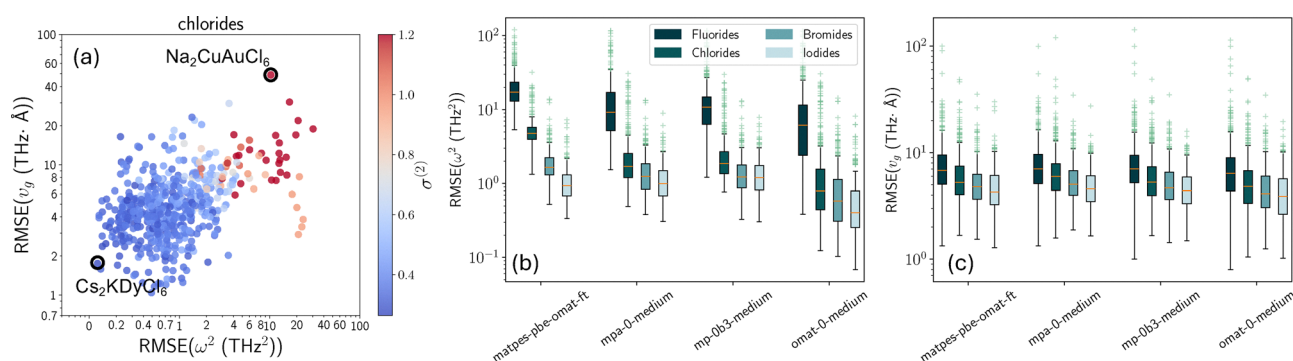 chlorides
(a)
Na₂CuAuCl₆
Cs₂KDyCl₆
RMSE(v_g (THz· Å))
100
60
40
20
10
8
6
4
2
1
0.7
0 0.2 0.4 0.6 1 2 4 6 8 10 20 40 60 100
RMSE(ω² (THz²))
1.2
1.0
0.8
0.6
0.4
σ⁽²⁾
(b)
Fluorides
Chlorides
Bromides
Iodides
RMSE(ω² (THz²))
10²
10¹
10⁰
10⁻¹
matpes-pbe-omat-ft
mpa-0-medium
mp-0b3-medium
omat-0-medium
(c)
RMSE(v_g (THz· Å))
10²
10¹
10⁰
matpes-pbe-omat-ft
mpa-0-medium
mp-0b3-medium
omat-0-medium